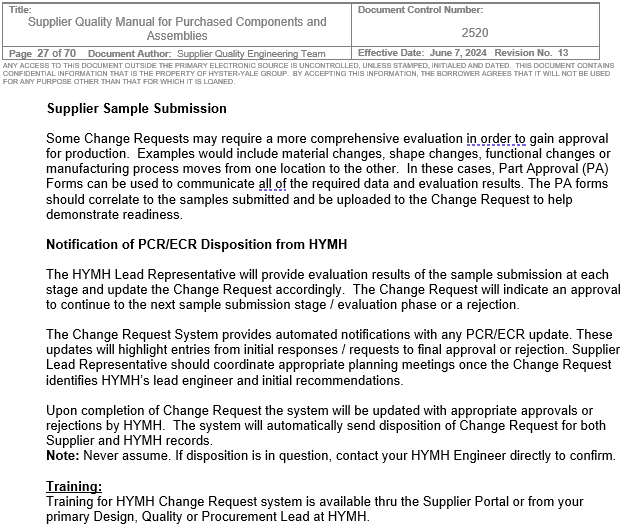 Title:
Supplier Quality Manual for Purchased Components and
Assemblies
Document Control Number:
2520
Page 27 of 70 Document Author: Supplier Quality Engineering Team
Effective Date: June 7, 2024 Revision No. 13
ANY ACCESS TO THIS DOCUMENT OUTSIDE THE PRIMARY ELECTRONIC SOURCE IS UNCONTROLLED, UNLESS STAMPED, INITIALED AND DATED. THIS DOCUMENT CONTAINS
CONFIDENTIAL INFORMATION THAT IS THE PROPERTY OF HYSTER-YALE GROUP. BY ACCEPTING THIS INFORMATION, THE BORROWER AGREES THAT IT WILL NOT BE USED
FOR ANY PURPOSE OTHER THAN THAT FOR WHICH IT IS LOANED.
Supplier Sample Submission
Some Change Requests may require a more comprehensive evaluation in order to gain approval
for production. Examples would include material changes, shape changes, functional changes or
manufacturing process moves from one location to the other. In these cases, Part Approval (PA)
Forms can be used to communicate all of the required data and evaluation results. The PA forms
should correlate to the samples submitted and be uploaded to the Change Request to help
demonstrate readiness.
Notification of PCR/ECR Disposition from HYMH
The HYMH Lead Representative will provide evaluation results of the sample submission at each
stage and update the Change Request accordingly. The Change Request will indicate an approval
to continue to the next sample submission stage / evaluation phase or a rejection.
The Change Request System provides automated notifications with any PCR/ECR update. These
updates will highlight entries from initial responses / requests to final approval or rejection. Supplier
Lead Representative should coordinate appropriate planning meetings once the Change Request
identifies HYMH's lead engineer and initial recommendations.
Upon completion of Change Request the system will be updated with appropriate approvals or
rejections by HYMH. The system will automatically send disposition of Change Request for both
Supplier and HYMH records.
Note: Never assume. If disposition is in question, contact your HYMH Engineer directly to confirm.
Training:
Training for HYMH Change Request system is available thru the Supplier Portal or from your
primary Design, Quality or Procurement Lead at HYMH.